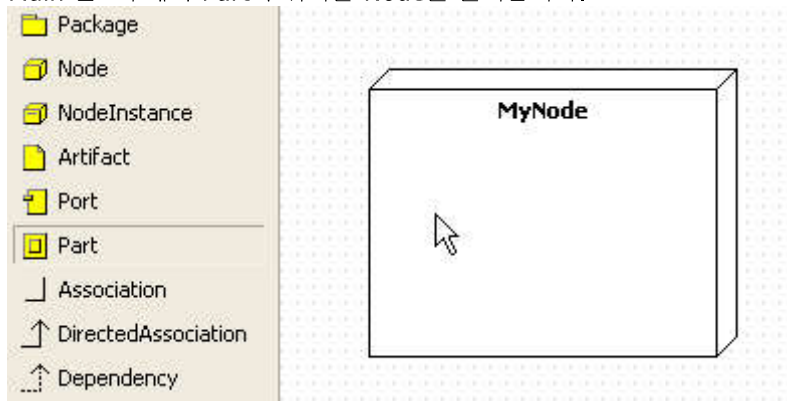 Package
Node
NodeInstance
Artifact
Port
Part
Association
DirectedAssociation
Dependency
MyNode